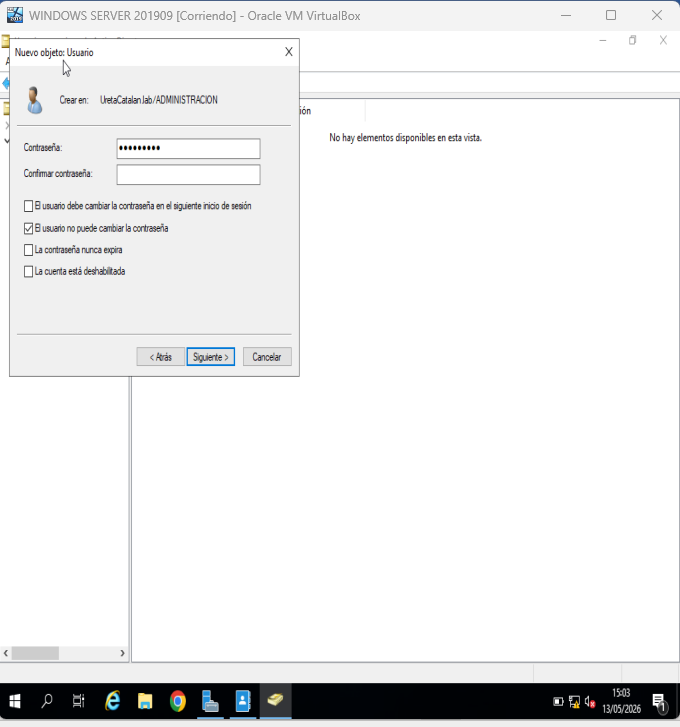 WINDOWS SERVER 201909 [Corriendo] - Oracle VM VirtualBox
Nuevo objeto: Usuario
X
Crear en: UretaCatalan.lab/ADMINISTRACION
ión
No hay elementos disponibles en esta vista.
Contraseña: •••••••••
Confirmar contraseña:
El usuario debe cambiar la contraseña en el siguiente inicio de sesión
El usuario no puede cambiar la contraseña
La contraseña nunca expira
La cuenta está deshabilitada
< Atrás
Siguiente >
Cancelar
15:03
13/05/2026
1